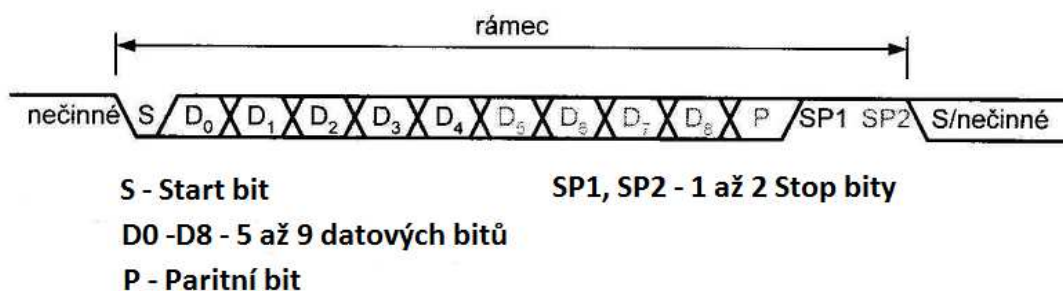 rámec
nečinné S D₀ D₁ D₂ D₃ D₄ D₅ D₆ D₇ D₈ P SP1 SP2 S/nečinné
S - Start bit SP1, SP2 - 1 až 2 Stop bity
D0 -D8 - 5 až 9 datových bitů
P - Paritní bit